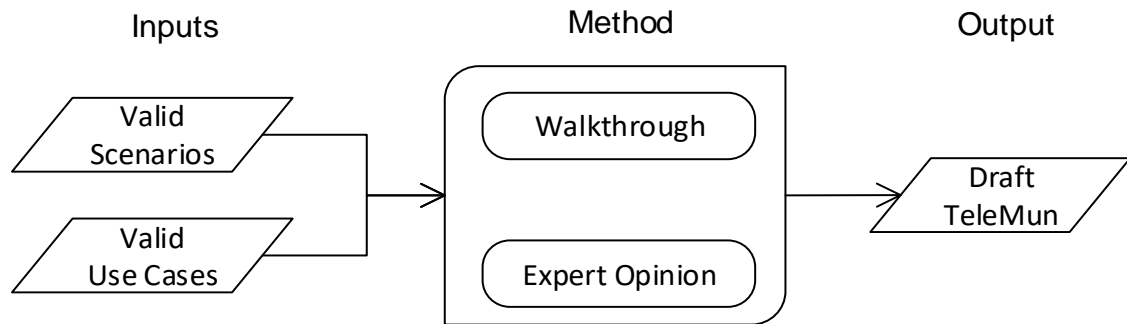 Inputs
Method
Output
Valid
Scenarios
Valid
Use Cases
Walkthrough
Expert Opinion
Draft
TeleMun